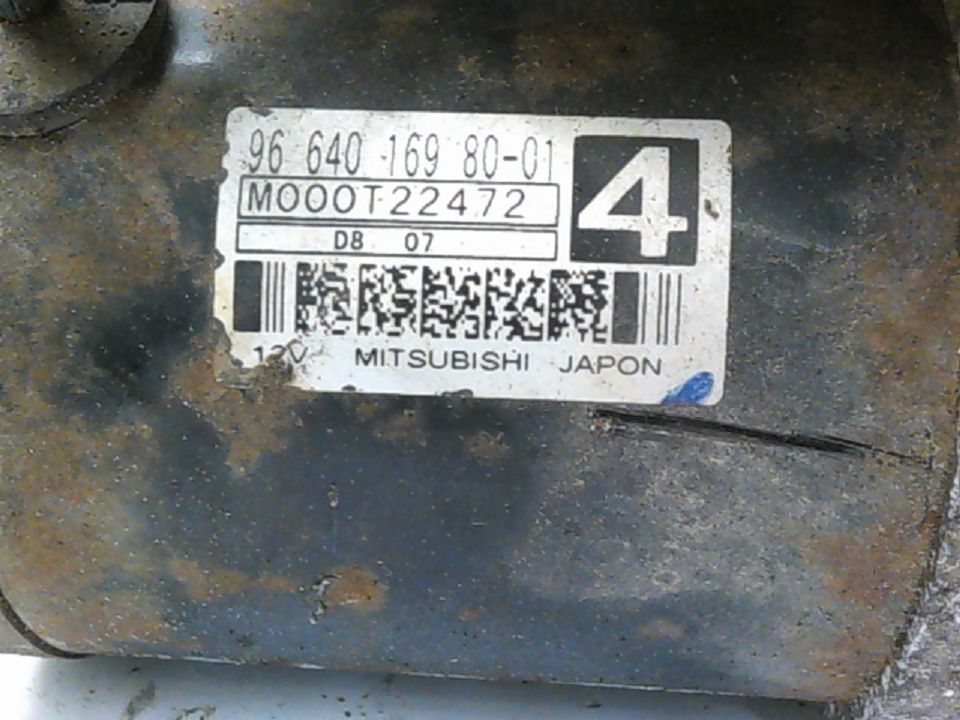 96 640 169 80-01
4
M000T22472
D8 07
12V MITSUBISHI JAPON